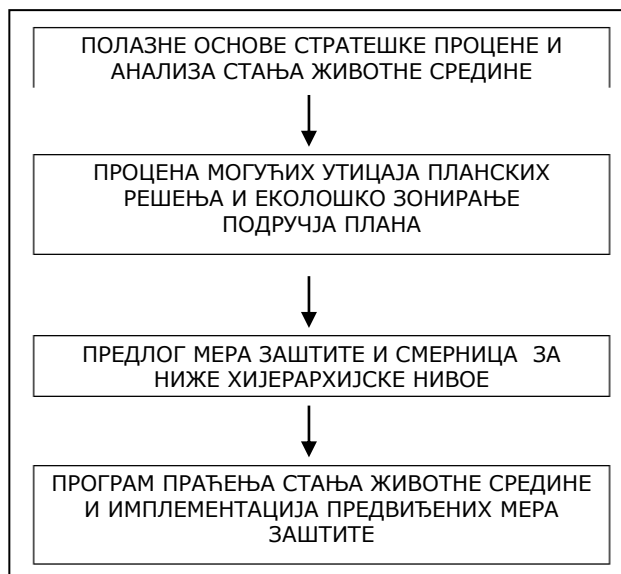 ПОЛАЗНЕ ОСНОВЕ СТРАТЕШКЕ ПРОЦЕНЕ И
АНАЛИЗА СТАЊА ЖИВОТНЕ СРЕДИНЕ
ПРОЦЕНА МОГУЋИХ УТИЦАЈА ПЛАНСКИХ
РЕШЕЊА И ЕКОЛОШКО ЗОНИРАЊЕ
ПОДРУЧЈА ПЛАНА
ПРЕДЛОГ МЕРА ЗАШТИТЕ И СМЕРНИЦА ЗА
НИЖЕ ХИЈЕРАРХИЈСКЕ НИВОЕ
ПРОГРАМ ПРАЋЕЊА СТАЊА ЖИВОТНЕ СРЕДИНЕ
И ИМПЛЕМЕНТАЦИЈА ПРЕДВИЂЕНИХ МЕРА
ЗАШТИТЕ